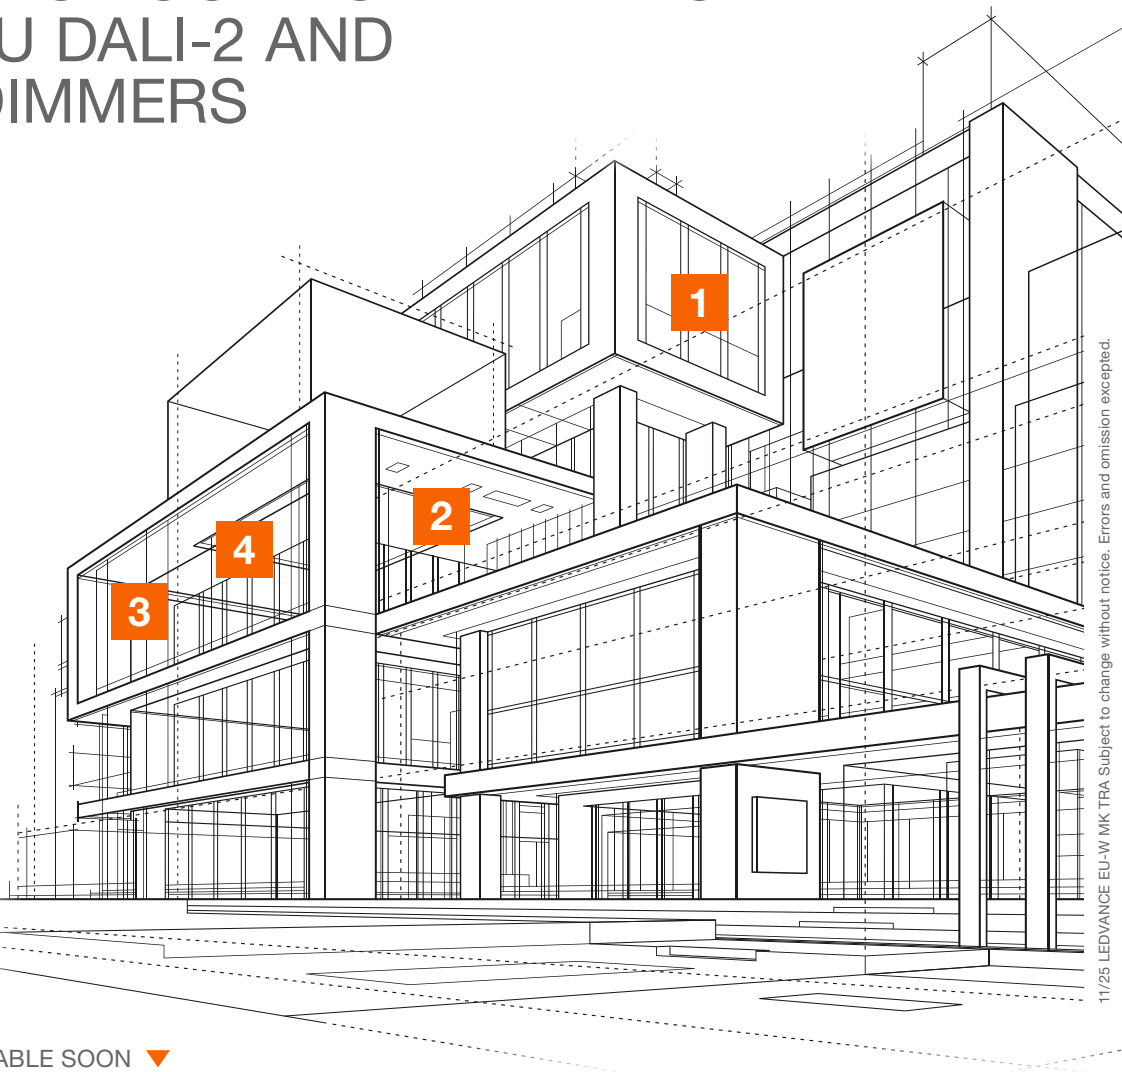 U DALI-2 AND
DIMMERS
1
2
4
3
11/25 LEDVANCE EU-W MK TRA Subject to change without notice. Errors and omission excepted.
ABLE SOON